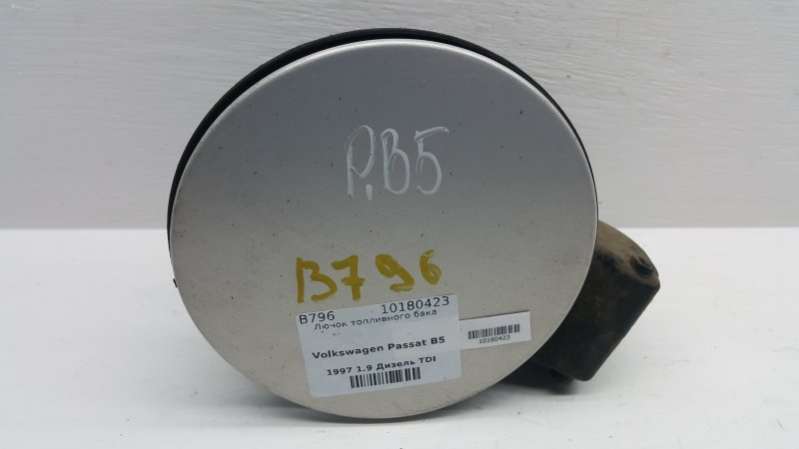 P.B5
B796
B796 10180423
Лючок топливного бака
Volkswagen Passat B5
1997 1.9 Дизель TDI
10180423